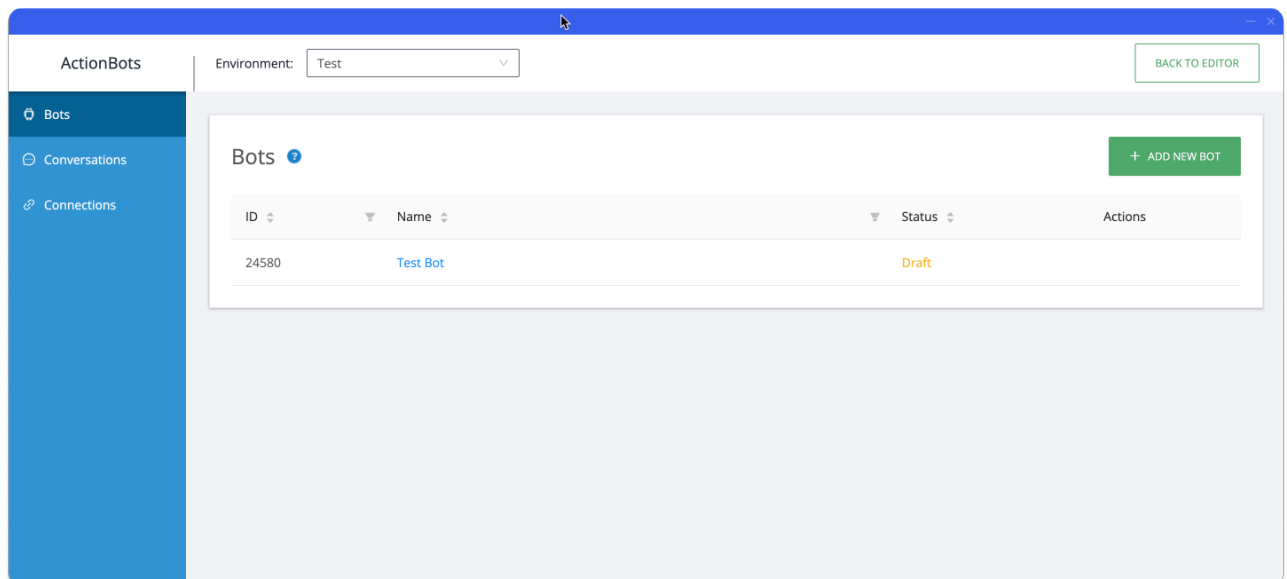 ActionBots
Environment: Test
BACK TO EDITOR
Bots
Conversations
Connections
Bots ?
+ ADD NEW BOT
ID Name Status Actions
24580 Test Bot Draft